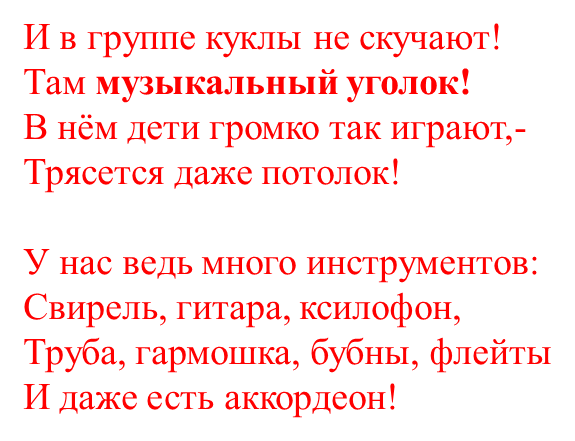 И в группе куклы не скучают!
Там музыкальный уголок!
В нём дети громко так играют,-
Трясется даже потолок!

У нас ведь много инструментов:
Свирель, гитара, ксилофон,
Труба, гармошка, бубны, флейты
И даже есть аккордеон!